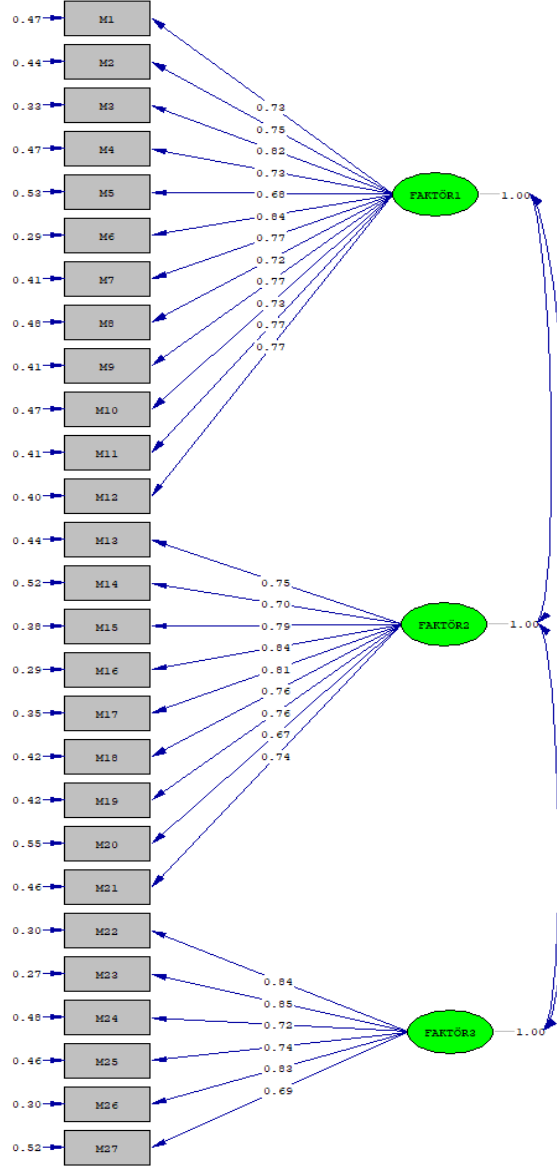 0.47 M1
0.44 M2
0.33 M3
0.47 M4
0.53 M5
0.29 M6
0.41 M7
0.48 M8
0.41 M9
0.47 M10
0.41 M11
0.40 M12
0.44 M13
0.52 M14
0.38 M15
0.29 M16
0.35 M17
0.42 M18
0.42 M19
0.55 M20
0.46 M21
0.30 M22
0.27 M23
0.48 M24
0.46 M25
0.30 M26
0.52 M27
0.73
0.75
0.82
0.73
0.68
0.84
0.77
0.72
0.77
0.73
0.77
0.77
FAKTÖR1 1.00
0.75
0.70
0.79
0.84
0.81
0.76
0.76
0.67
0.74
FAKTÖR2 1.00
0.84
0.85
0.72
0.74
0.83
0.69
FAKTÖR3 1.00